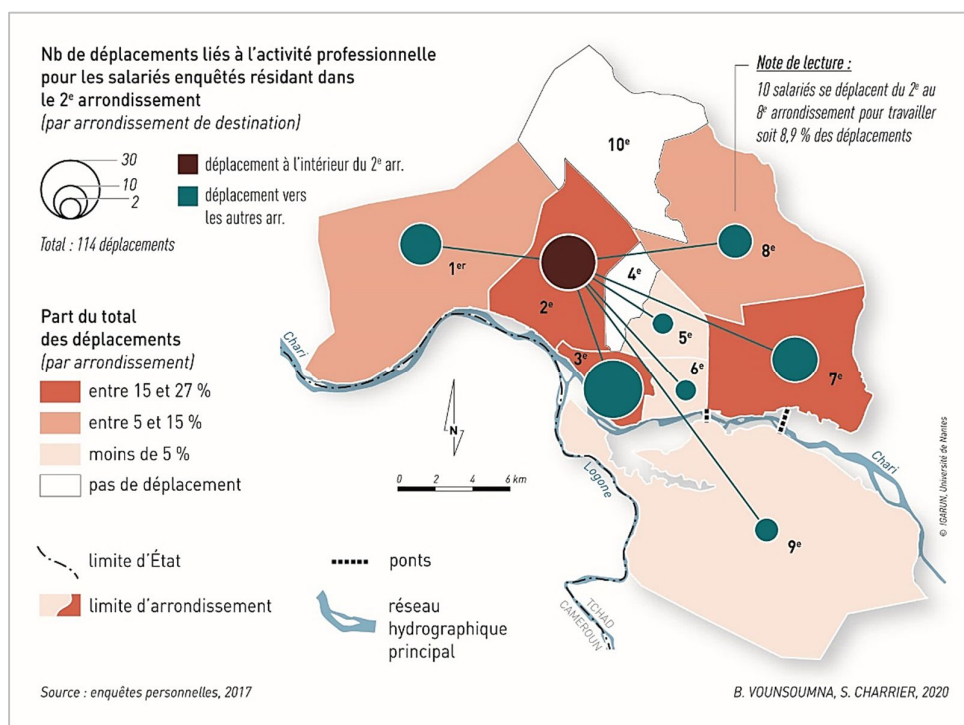 Nb de déplacements liés à l'activité professionnelle
pour les salariés enquêtés résidant dans
le 2e arrondissement
(par arrondissement de destination)
30
10
2
déplacement à l'intérieur du 2e arr.
déplacement vers
les autres arr.
Total : 114 déplacements
Note de lecture :
10 salariés se déplacent du 2e au
8e arrondissement pour travailler
soit 8,9 % des déplacements
10e
8e
1er
4e
2e
5e
3e
6e
7e
9e
Chari
Logone
Chari
TCHAD
CAMEROUN
N
0 2 4 6 km
Part du total
des déplacements
(par arrondissement)
entre 15 et 27 %
entre 5 et 15 %
moins de 5 %
pas de déplacement
limite d'État
limite d'arrondissement
ponts
réseau
hydrographique
principal
© IGARUN, Université de Nantes
Source : enquêtes personnelles, 2017
B. VOUNSOUMNA, S. CHARRIER, 2020